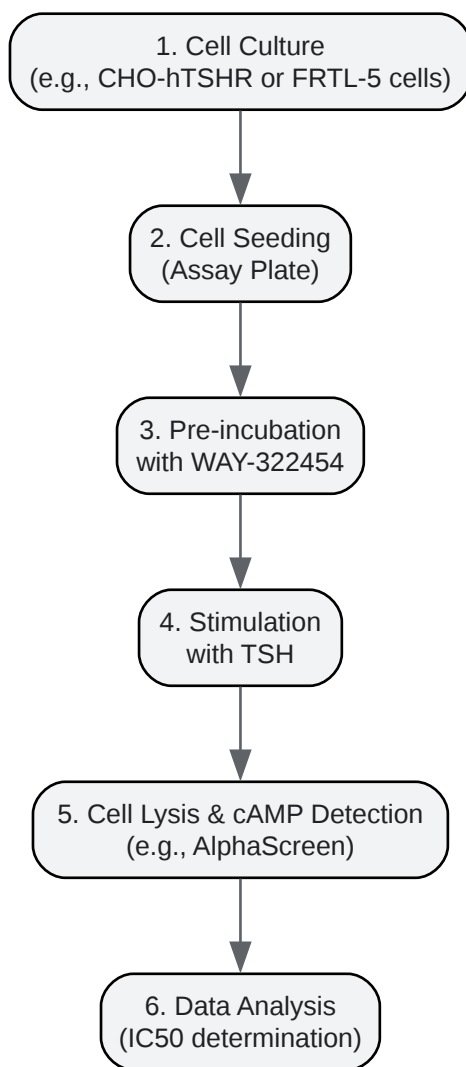 1. Cell Culture
(e.g., CHO-hTSHR or FRTL-5 cells)
2. Cell Seeding
(Assay Plate)
3. Pre-incubation
with WAY-322454
4. Stimulation
with TSH
5. Cell Lysis & cAMP Detection
(e.g., AlphaScreen)
6. Data Analysis
(IC50 determination)